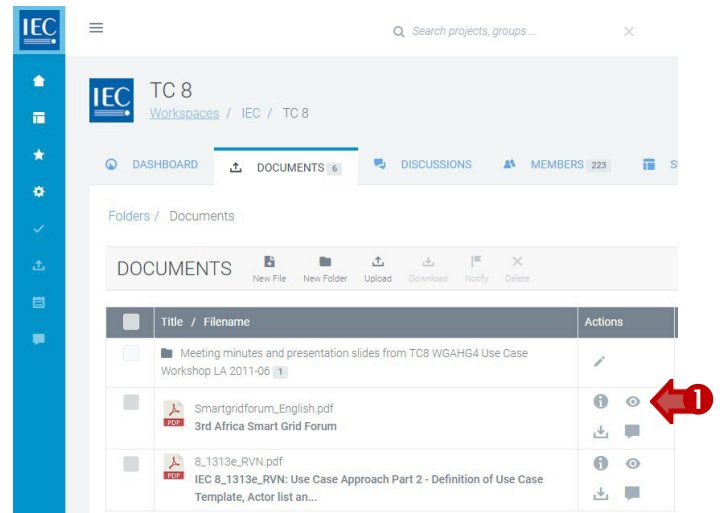 IEC
Search projects, groups ...
IEC
TC 8
Workspaces / IEC / TC 8
DASHBOARD
DOCUMENTS 6
DISCUSSIONS
MEMBERS 223
S
Folders / Documents
DOCUMENTS
New File
New Folder
Upload
Download
Notify
Delete
Title / Filename
Actions
Meeting minutes and presentation slides from TC8 WGAHG4 Use Case
Workshop LA 2011-06 1
1
Smartgridforum_English.pdf
PDF
3rd Africa Smart Grid Forum
8_1313e_RVN.pdf
PDF
IEC 8_1313e_RVN: Use Case Approach Part 2 - Definition of Use Case
Template, Actor list an...